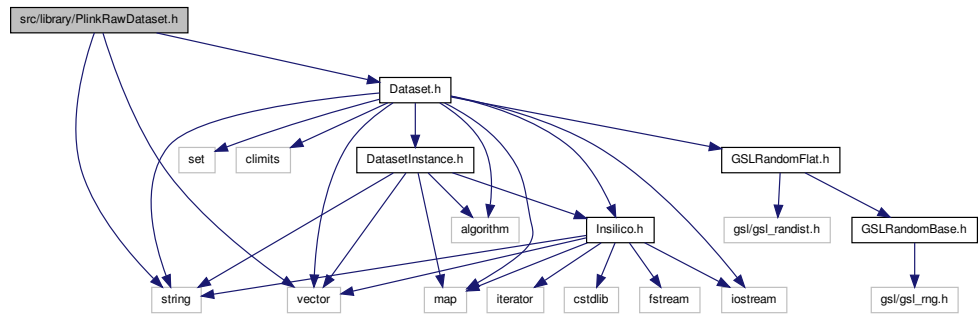 src/library/PlinkRawDataset.h
Dataset.h
set
climits
DatasetInstance.h
GSLRandomFlat.h
algorithm
Insilico.h
gsl/gsl_randist.h
GSLRandomBase.h
string
vector
map
iterator
cstdlib
fstream
iostream
gsl/gsl_rng.h